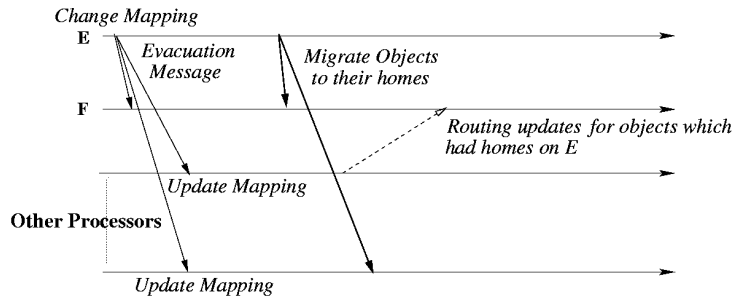 Change Mapping
E
Evacuation
Message
Migrate Objects
to their homes
F
Routing updates for objects which
had homes on E
Update Mapping
Other Processors
Update Mapping